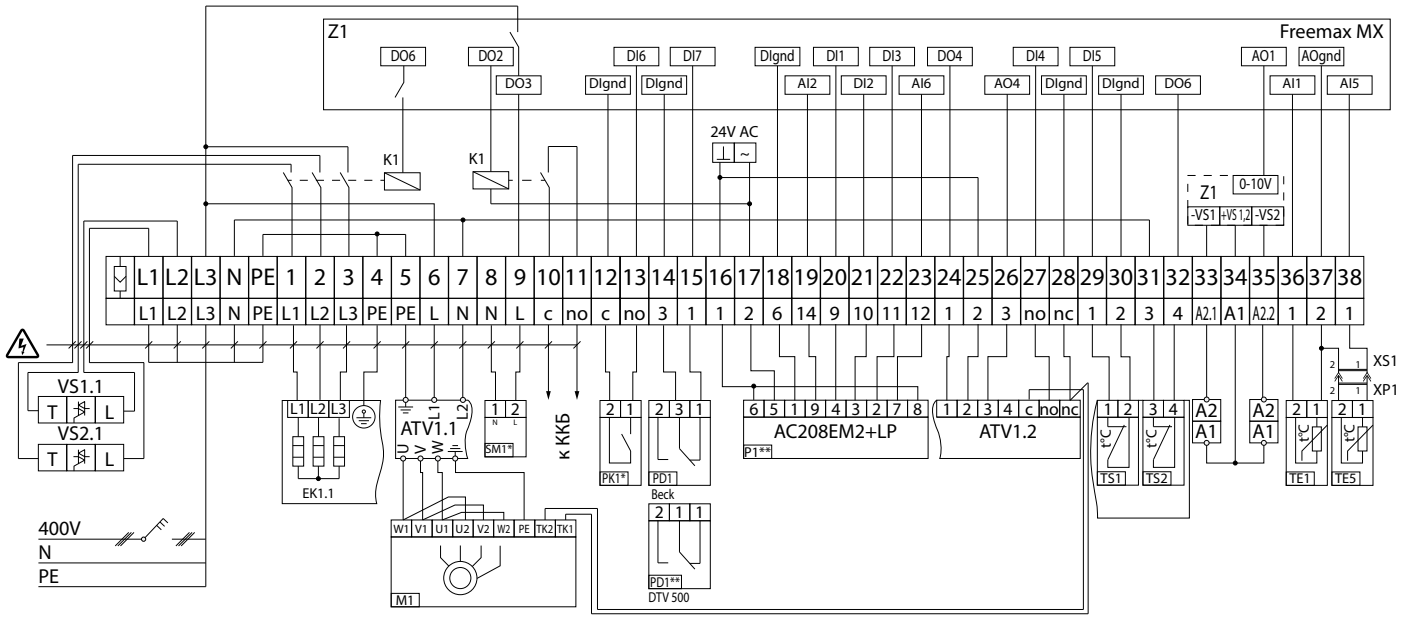 Z1 Freemax MX
DO6 DO2 DI6 DI7 DIgnd DI1 DI3 DO4 DI4 DI5 AO1 AOgnd
DO3 DIgnd DIgnd AI2 DI2 AI6 AO4 DIgnd DIgnd DO6 AI1 AI5
24V AC
⊥ ~
K1 K1
Z1 0-10V
-VS1 +VS1,2 -VS2
L1 L2 L3 N PE 1 2 3 4 5 6 7 8 9 10 11 12 13 14 15 16 17 18 19 20 21 22 23 24 25 26 27 28 29 30 31 32 33 34 35 36 37 38
L1 L2 L3 N PE L1 L2 L3 PE PE L N N L c no c no 3 1 1 2 6 14 9 10 11 12 1 2 3 no nc 1 2 3 4 A2.1 A1 A2.2 1 2 1
2 1 XS1
2 1 XP1
VS1.1
T L
VS2.1
T L
L1 L2 L3
EK1.1
L1 L2
ATV1.1
U V W
1 2
N L
SM1*
к ККБ
2 1
PK1*
2 3 1
PD1
Beck
2 1 1
PD1**
DTV 500
6 5 1 9 4 3 2 7 8
AC208EM2+LP
P1**
1 2 3 4 c no nc
ATV1.2
1 2
t°C
TS1
3 4
t°C
TS2
A2
A1
A2
A1
2 1
t°C
TE1
2 1
t°C
TE5
W1 V1 U1 U2 V2 W2 PE TK2 TK1
M1
400V
N
PE